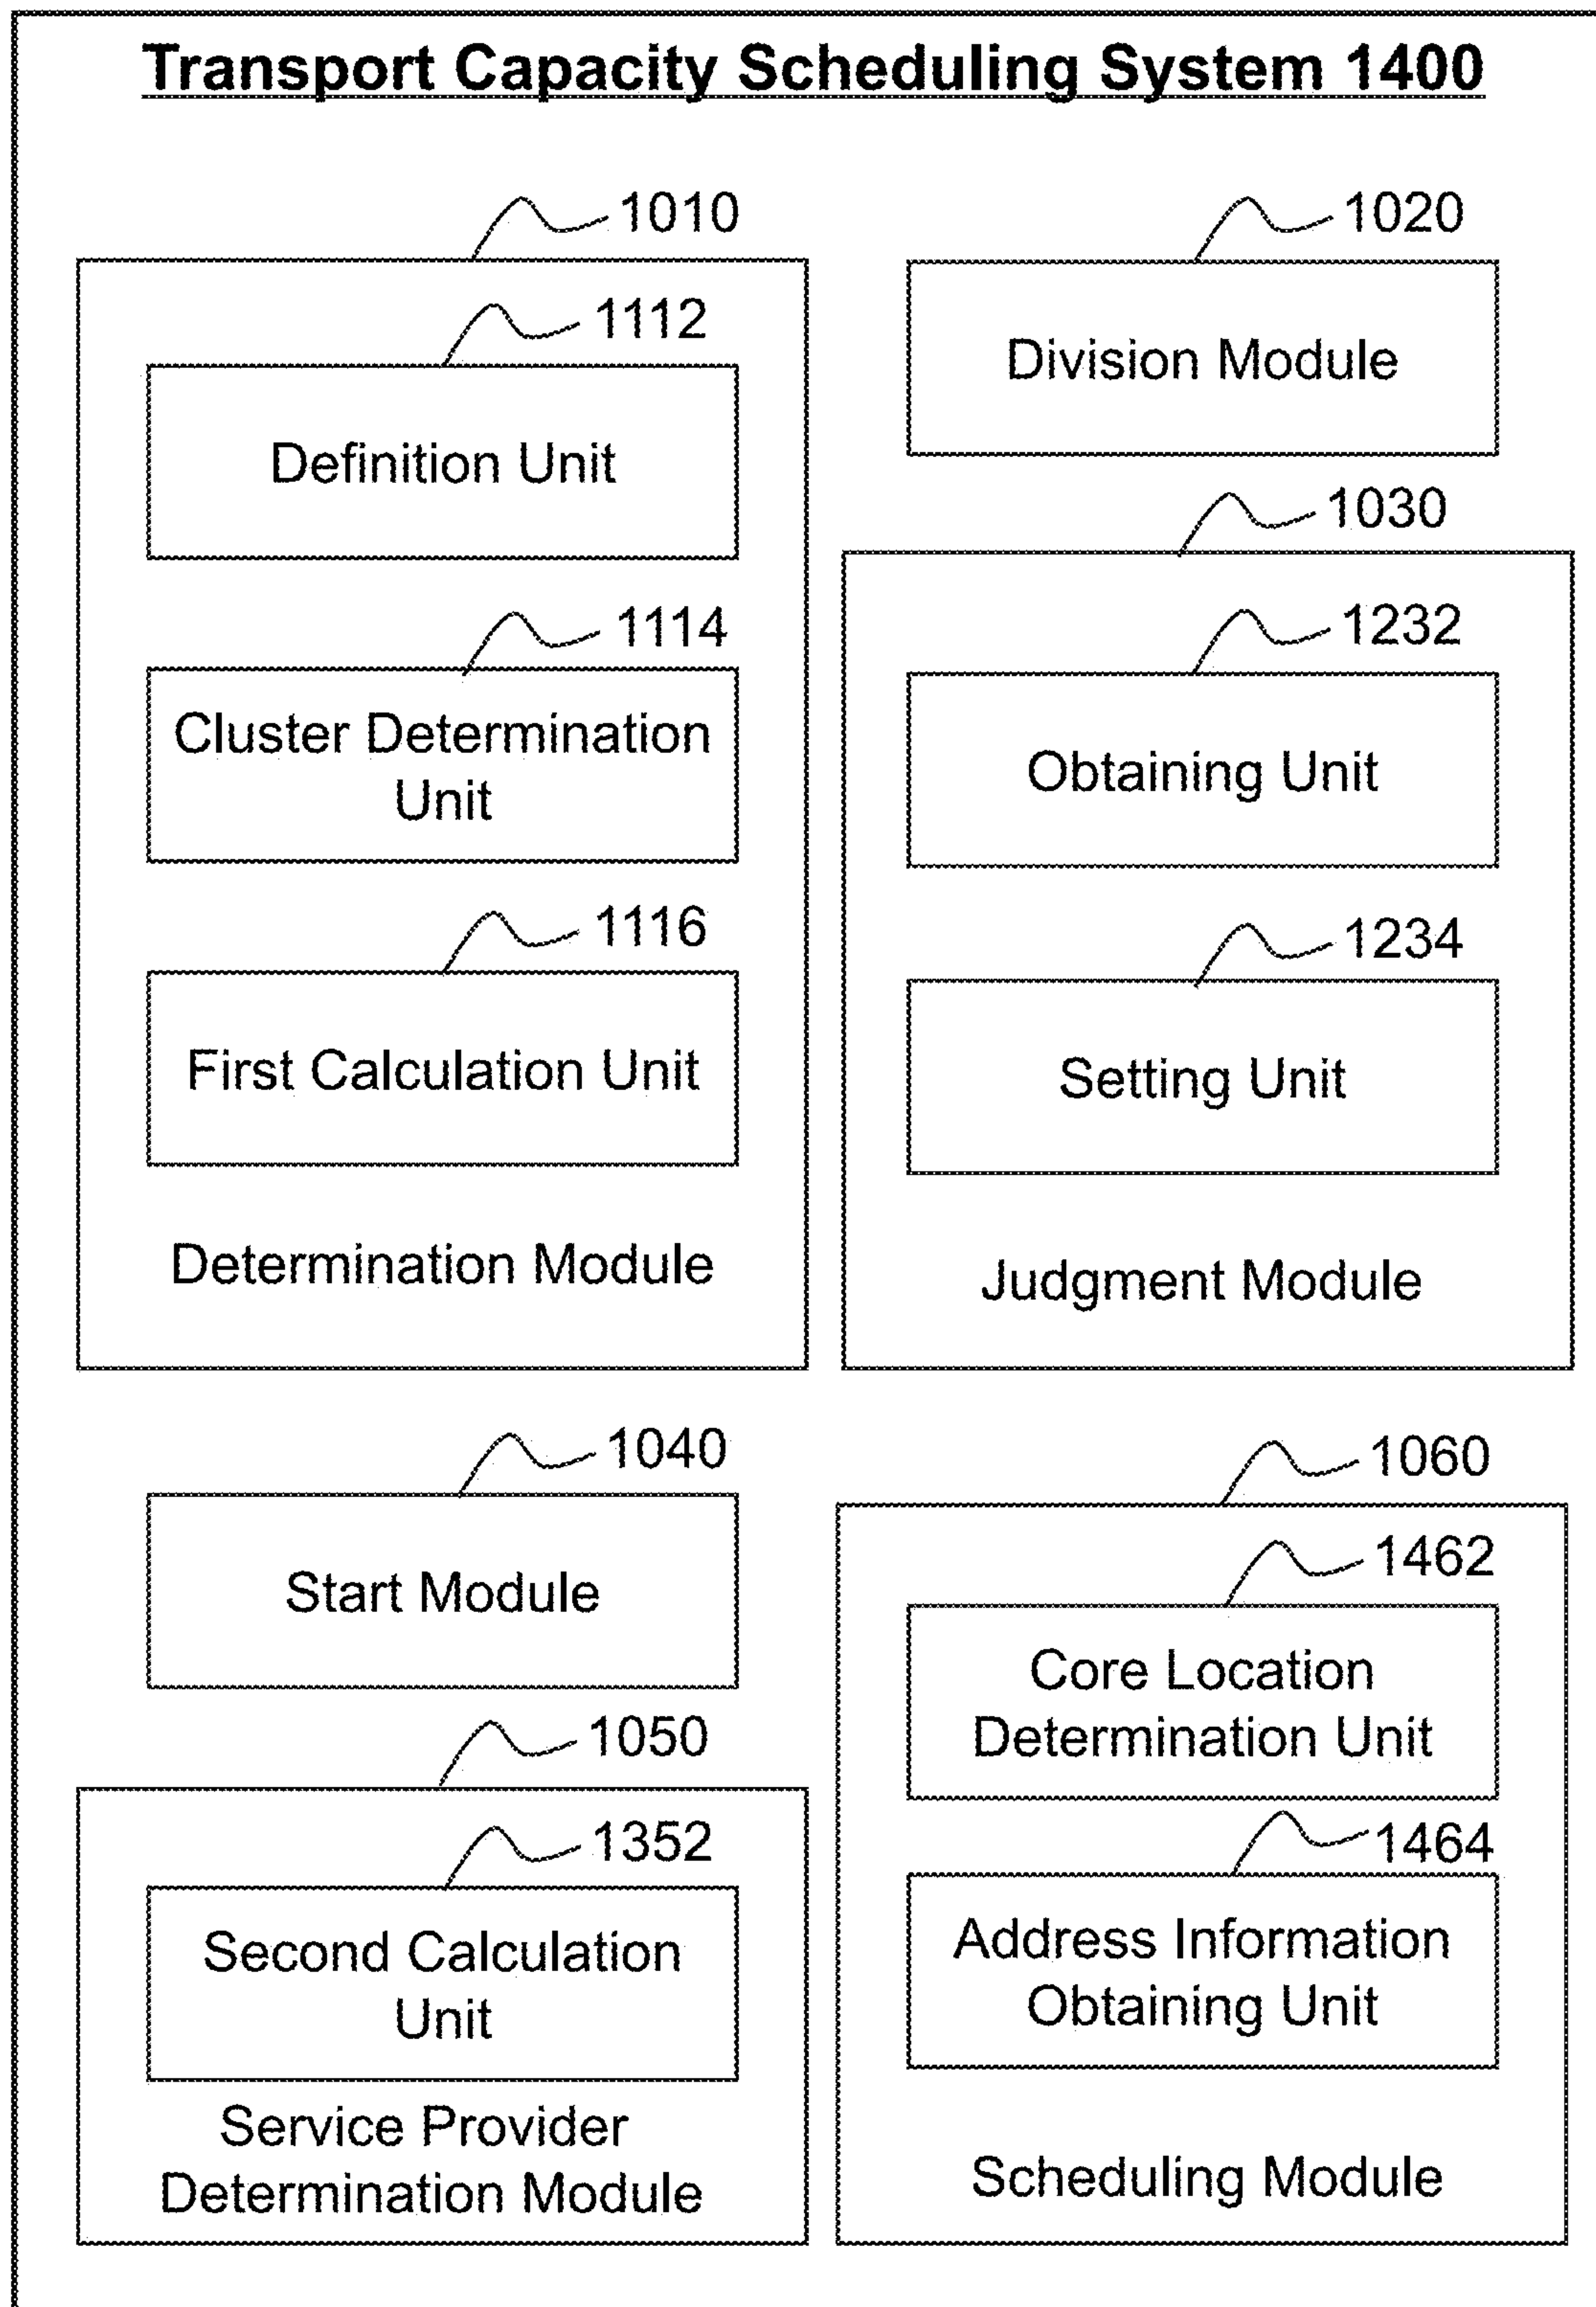 Transport Capacity Scheduling System 1400
1010
1112
Definition Unit
1114
Cluster Determination
Unit
1116
First Calculation Unit
Determination Module
1020
Division Module
1030
1232
Obtaining Unit
1234
Setting Unit
Judgment Module
1040
Start Module
1050
1352
Second Calculation
Unit
Service Provider
Determination Module
1060
1462
Core Location
Determination Unit
1464
Address Information
Obtaining Unit
Scheduling Module